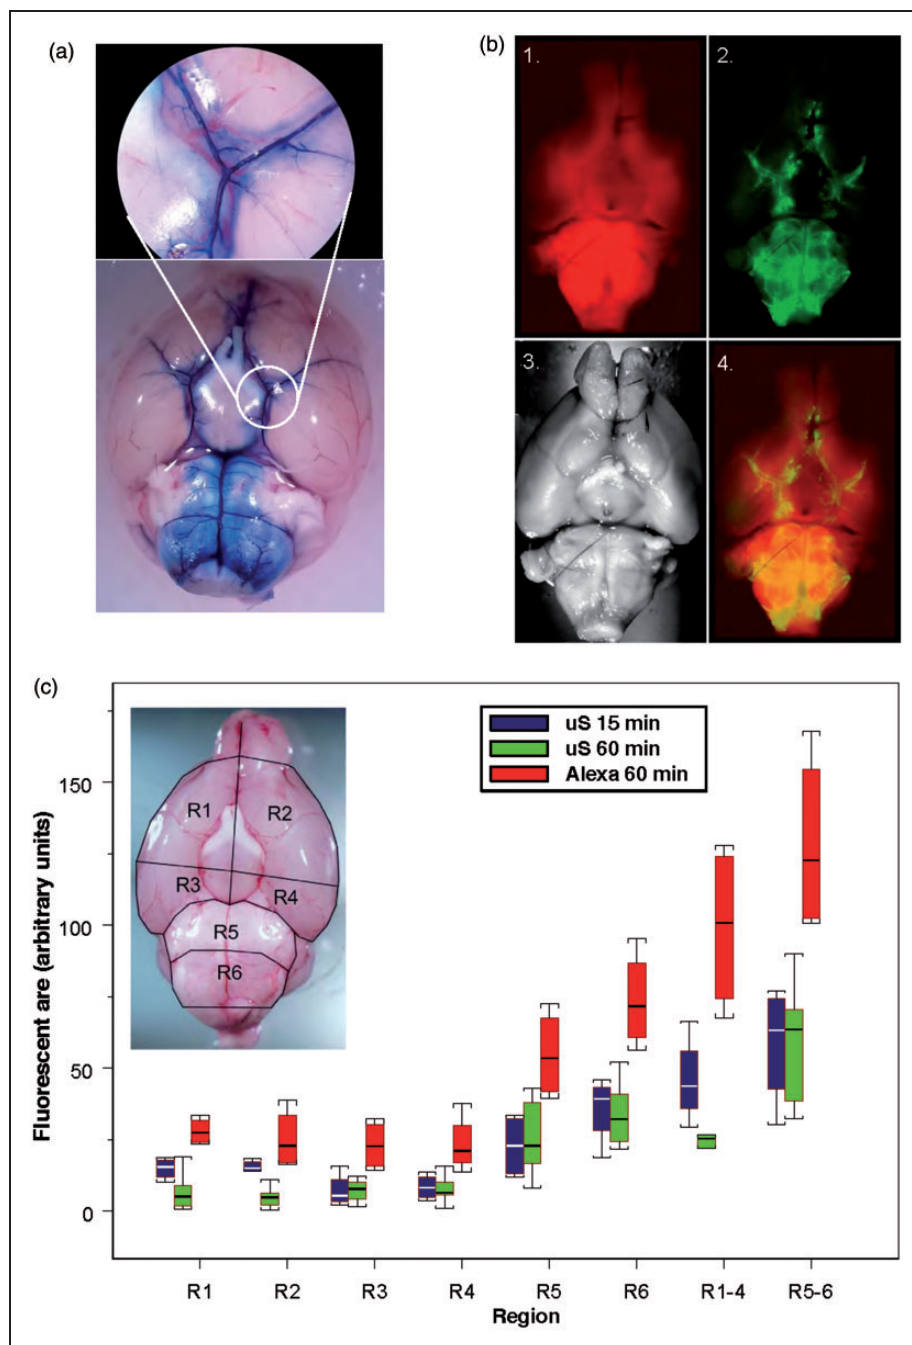 (a)
(b)
1.
2.
3.
4.
(c)
Fluorescent are (arbitrary units)
150
100
50
0
uS 15 min
uS 60 min
Alexa 60 min
R1
R2
R3
R4
R5
R6
R1 R2 R3 R4 R5 R6 R1-4 R5-6
Region